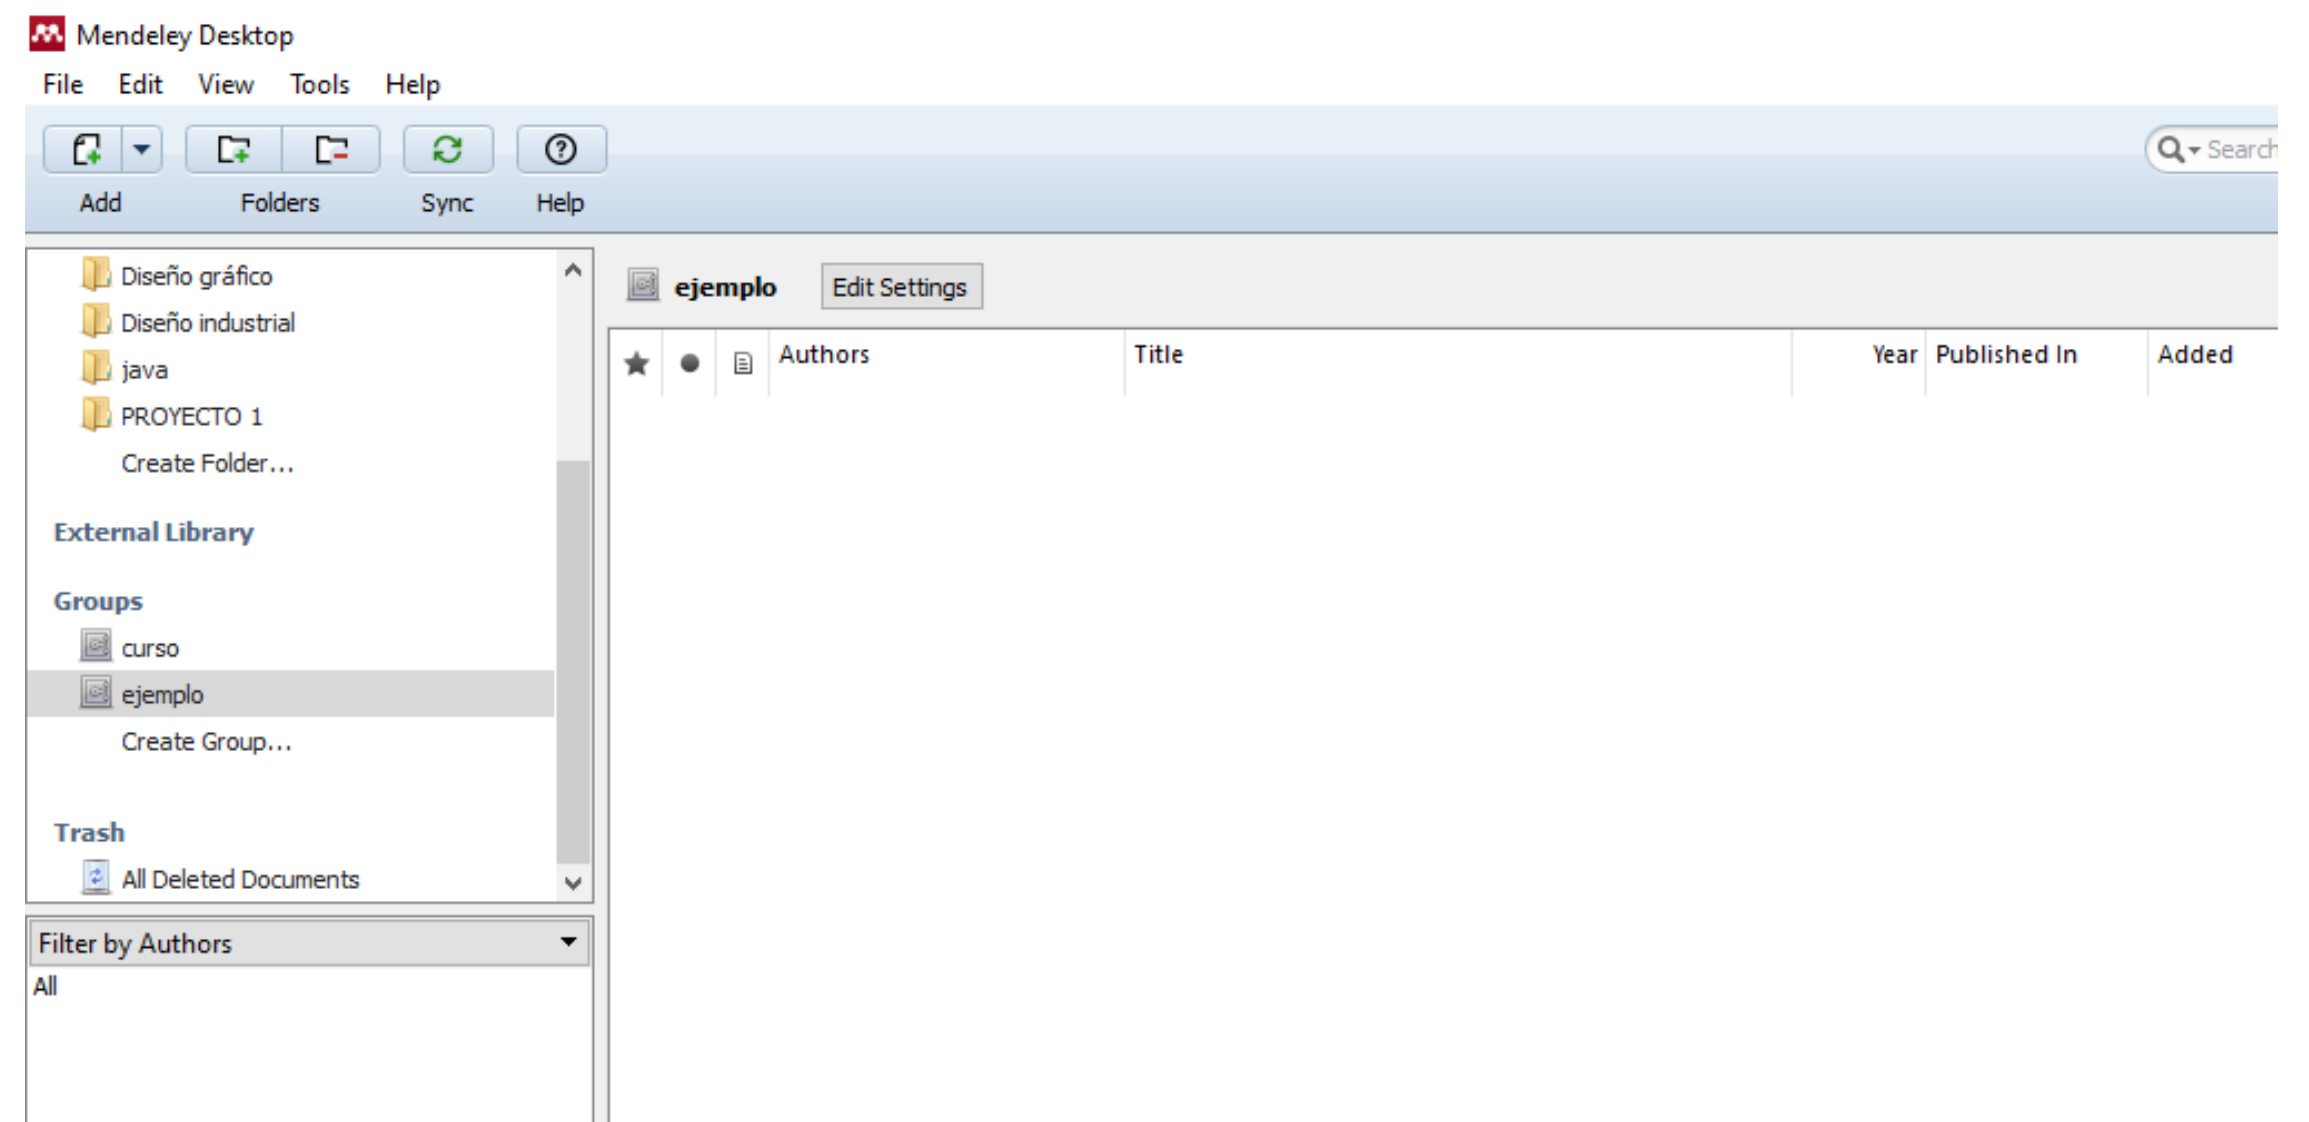 Mendeley Desktop
File Edit View Tools Help
Search
Add Folders Sync Help
Diseño gráfico
Diseño industrial
java
PROYECTO 1
Create Folder...
External Library
Groups
curso
ejemplo
Create Group...
Trash
All Deleted Documents
Filter by Authors
All
ejemplo Edit Settings
Authors Title Year Published In Added